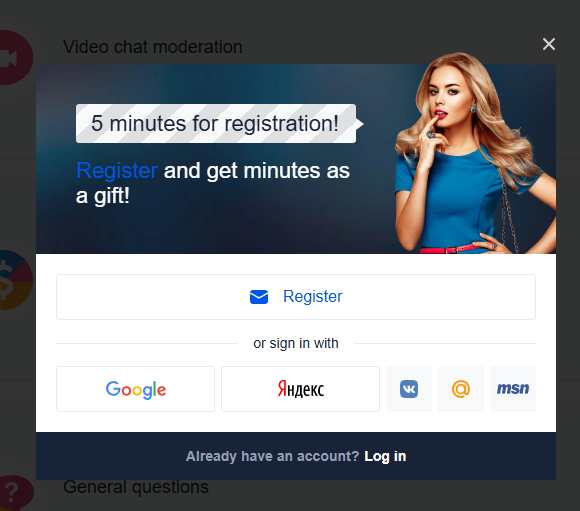 Video chat moderation
5 minutes for registration!
Register and get minutes as
a gift!
Register
or sign in with
Google
Яндекс
msn
Already have an account? Log in
General questions